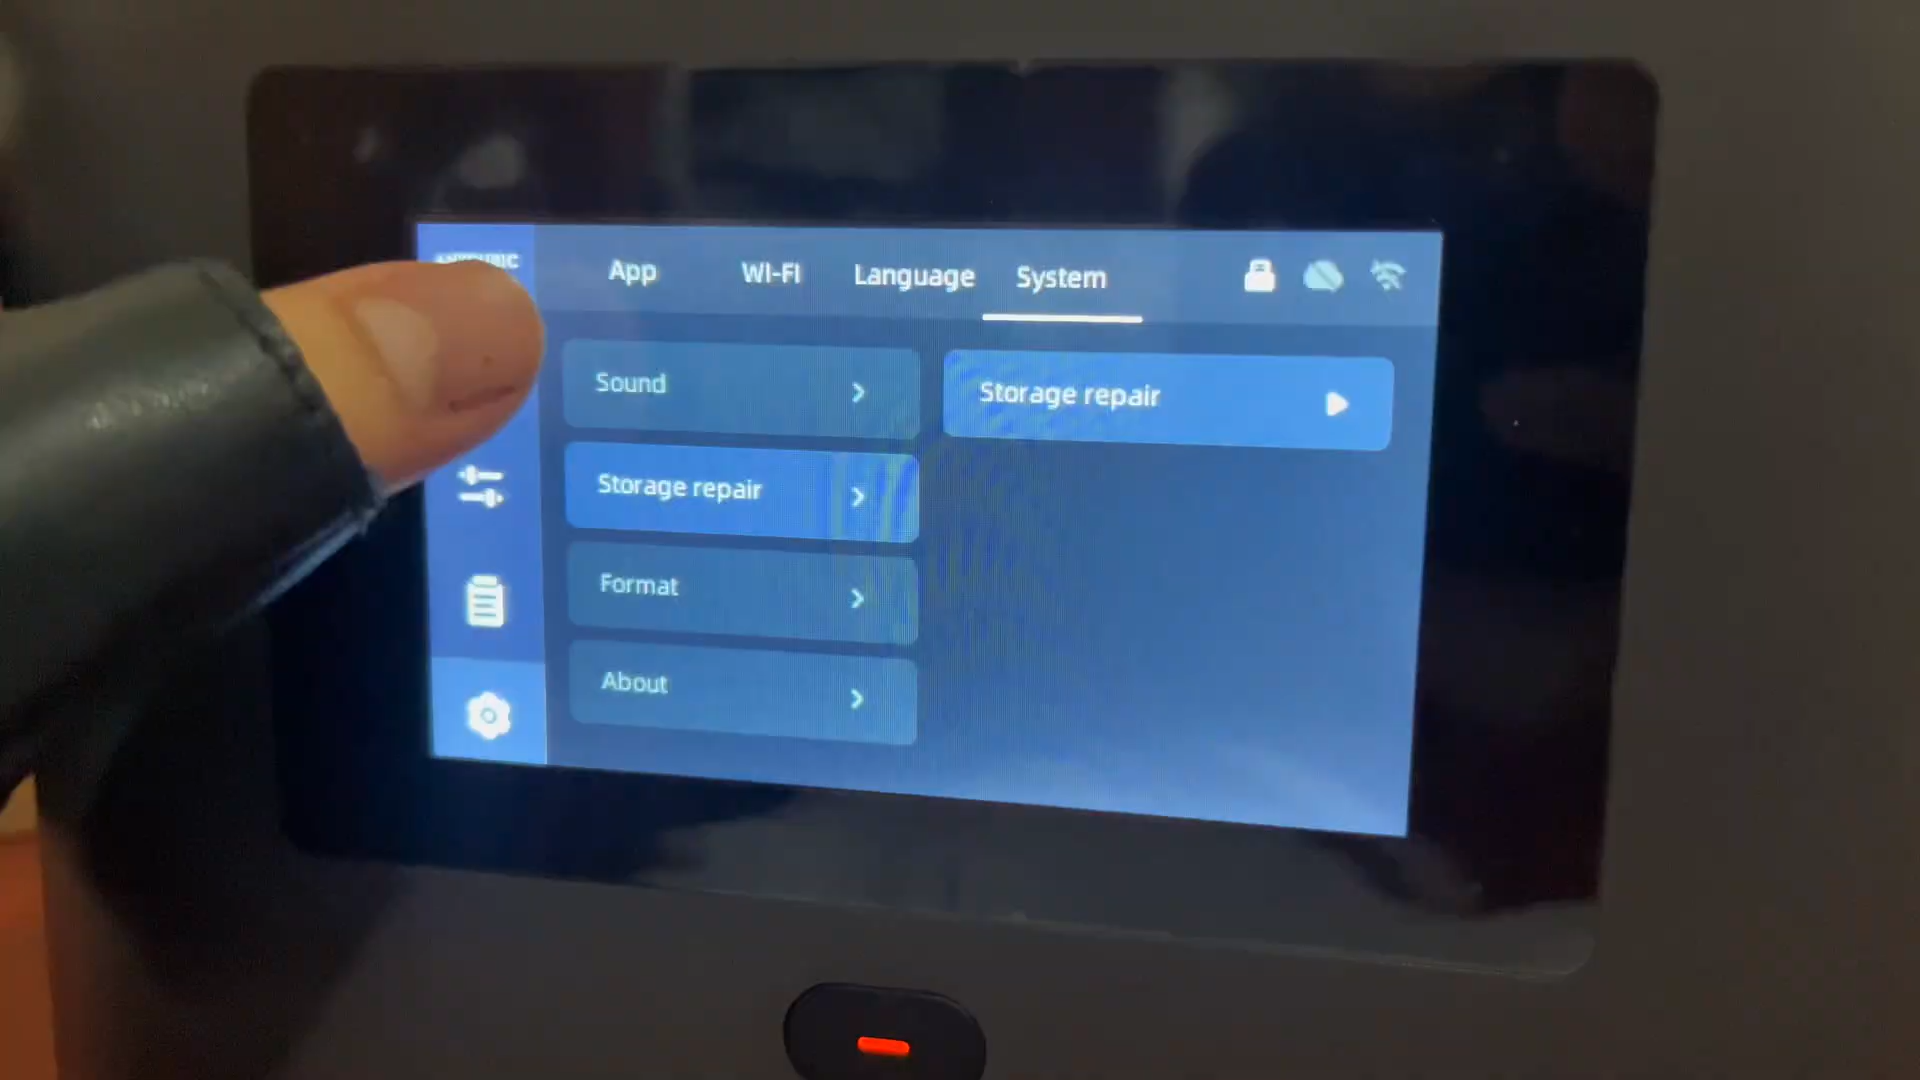 App
WI-FI
Language
System
Sound
Storage repair
Storage repair
Format
About